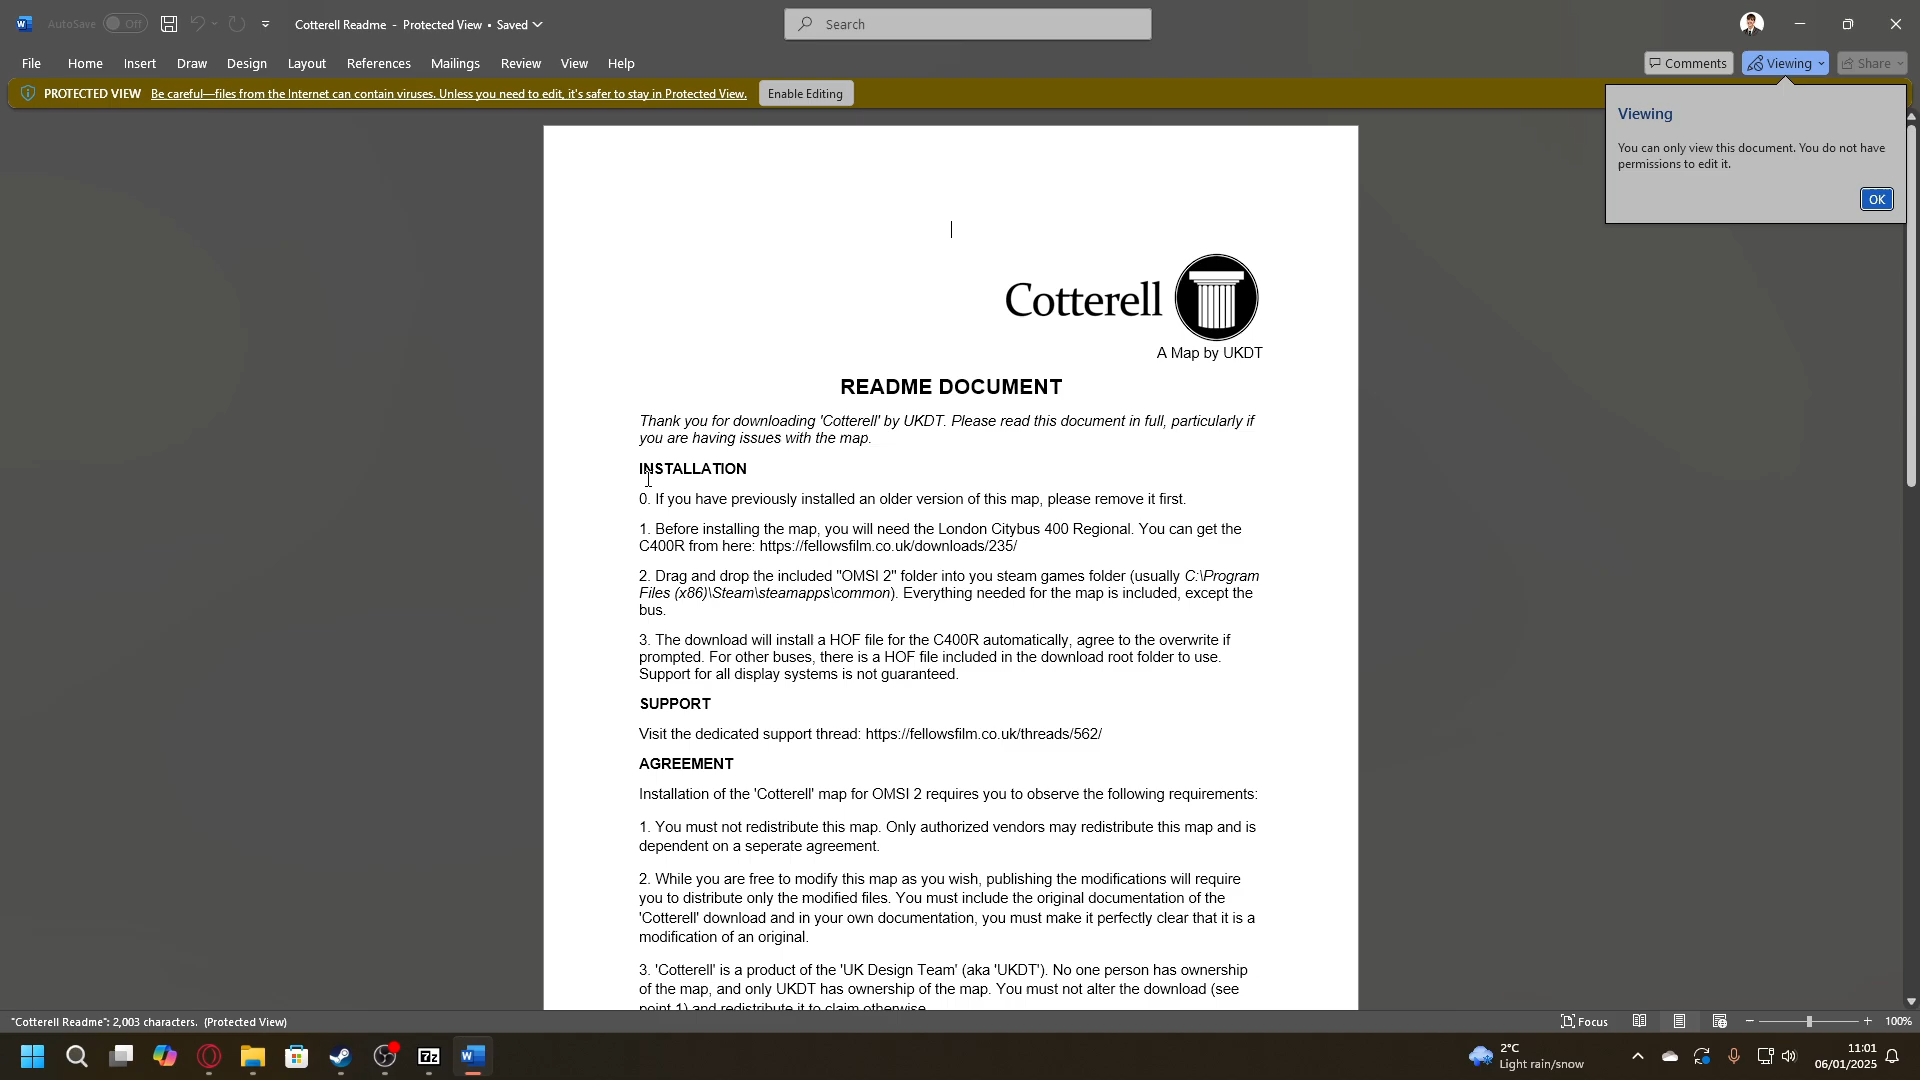 AutoSave Off Cotterell Readme - Protected View • Saved Search
File Home Insert Draw Design Layout References Mailings Review View Help Comments Viewing Share
PROTECTED VIEW Be careful—files from the Internet can contain viruses. Unless you need to edit, it's safer to stay in Protected View. Enable Editing
Viewing
You can only view this document. You do not have
permissions to edit it.
OK
Cotterell
A Map by UKDT
README DOCUMENT
Thank you for downloading 'Cotterell' by UKDT. Please read this document in full, particularly if
you are having issues with the map.
INSTALLATION
0. If you have previously installed an older version of this map, please remove it first.
1. Before installing the map, you will need the London Citybus 400 Regional. You can get the
C400R from here: https://fellowsfilm.co.uk/downloads/235/
2. Drag and drop the included "OMSI 2" folder into you steam games folder (usually C:\Program
Files (x86)\Steam\steamapps\common). Everything needed for the map is included, except the
bus.
3. The download will install a HOF file for the C400R automatically, agree to the overwrite if
prompted. For other buses, there is a HOF file included in the download root folder to use.
Support for all display systems is not guaranteed.
SUPPORT
Visit the dedicated support thread: https://fellowsfilm.co.uk/threads/562/
AGREEMENT
Installation of the 'Cotterell' map for OMSI 2 requires you to observe the following requirements:
1. You must not redistribute this map. Only authorized vendors may redistribute this map and is
dependent on a seperate agreement.
2. While you are free to modify this map as you wish, publishing the modifications will require
you to distribute only the modified files. You must include the original documentation of the
'Cotterell' download and in your own documentation, you must make it perfectly clear that it is a
modification of an original.
3. 'Cotterell' is a product of the 'UK Design Team' (aka 'UKDT'). No one person has ownership
of the map, and only UKDT has ownership of the map. You must not alter the download (see
point 1) and redistribute it to claim otherwise.
"Cotterell Readme": 2,003 characters. (Protected View) Focus 100%
7z
2°C
Light rain/snow
11:01
06/01/2025